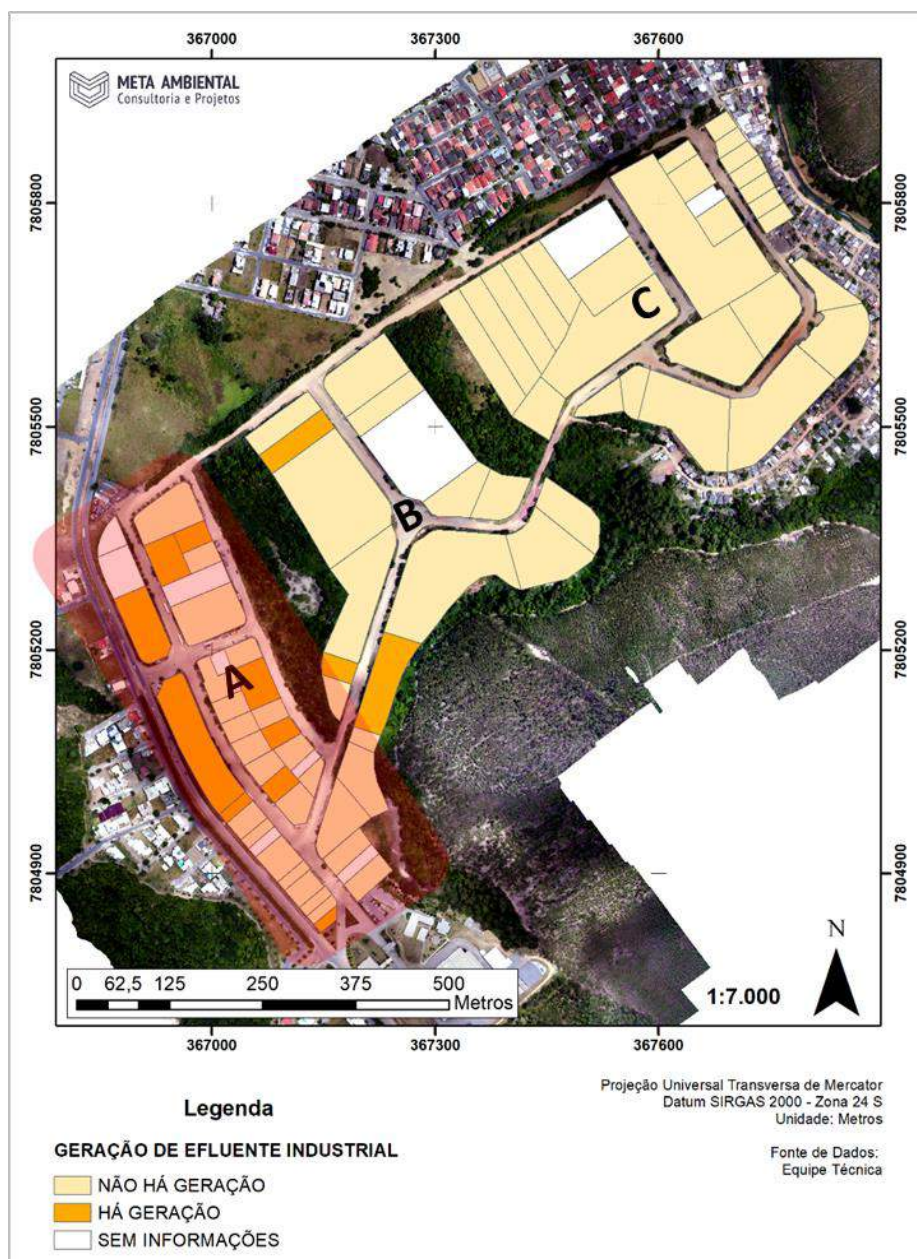 367000 367300 367600
META AMBIENTAL
Consultoria e Projetos
7805800 7805800
C
7805500 7805500
B
7805200 7805200
A
7804900 7804900
N
0 62,5 125 250 375 500
Metros
1:7.000
367000 367300 367600
Projeção Universal Transversa de Mercator
Datum SIRGAS 2000 - Zona 24 S
Unidade: Metros
Fonte de Dados:
Equipe Técnica
Legenda
GERAÇÃO DE EFLUENTE INDUSTRIAL
NÃO HÁ GERAÇÃO
HÁ GERAÇÃO
SEM INFORMAÇÕES